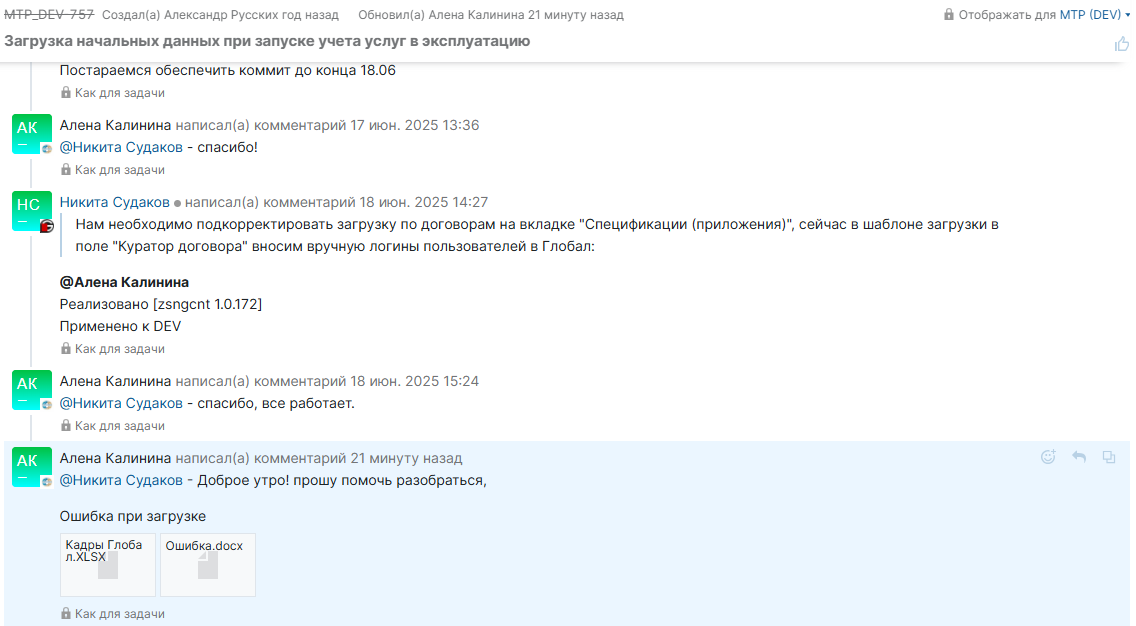 MTP_DEV-757 Создал(а) Александр Русских год назад Обновил(а) Алена Калинина 21 минуту назад Отображать для MTP (DEV)
Загрузка начальных данных при запуске учета услуг в эксплуатацию
Постараемся обеспечить коммит до конца 18.06
Как для задачи
АК
Алена Калинина написал(а) комментарий 17 июн. 2025 13:36
@Никита Судаков - спасибо!
Как для задачи
НС
Никита Судаков написал(а) комментарий 18 июн. 2025 14:27
Нам необходимо подкорректировать загрузку по договорам на вкладке "Спецификации (приложения)", сейчас в шаблоне загрузки в
поле "Куратор договора" вносим вручную логины пользователей в Глобал:
@Алена Калинина
Реализовано [zsngcnt 1.0.172]
Применено к DEV
Как для задачи
АК
Алена Калинина написал(а) комментарий 18 июн. 2025 15:24
@Никита Судаков - спасибо, все работает.
Как для задачи
АК
Алена Калинина написал(а) комментарий 21 минуту назад
@Никита Судаков - Доброе утро! прошу помочь разобраться,
Ошибка при загрузке
Кадры Глоба
л.XLSX
Ошибка.docx
Как для задачи